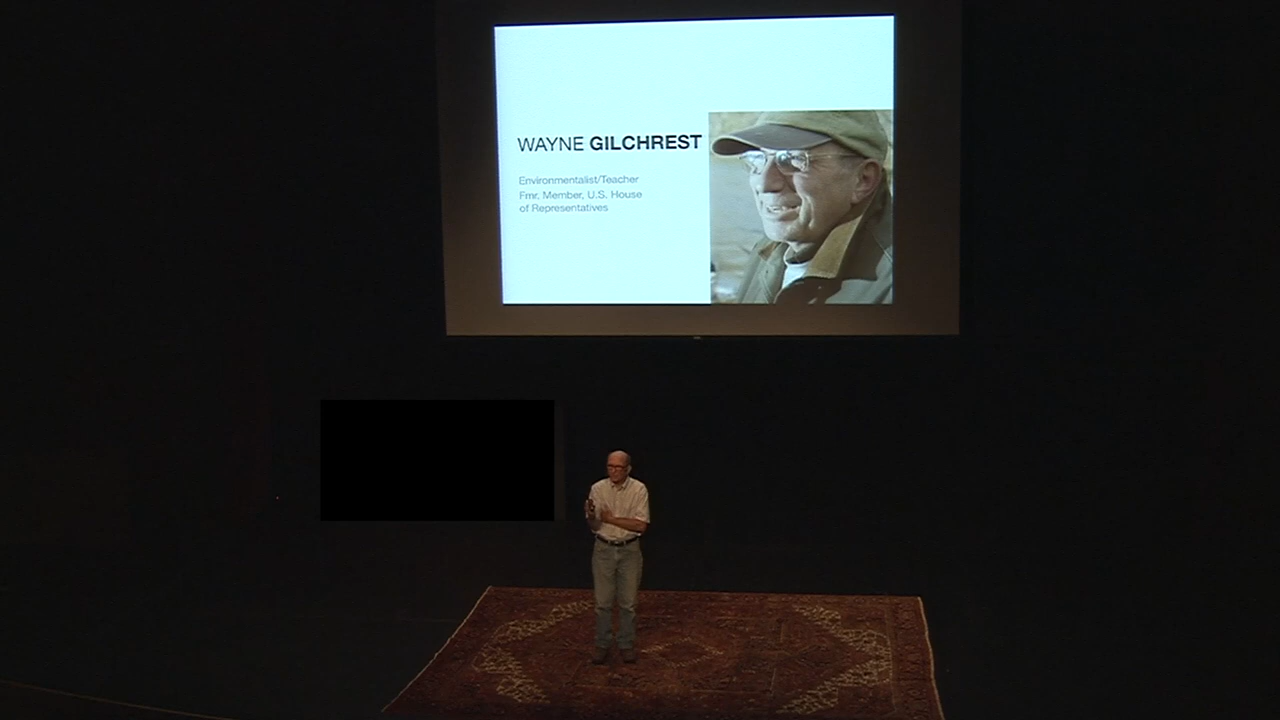 WAYNE GILCHREST
Environmentalist/Teacher
Fmr. Member, U.S. House
of Representatives